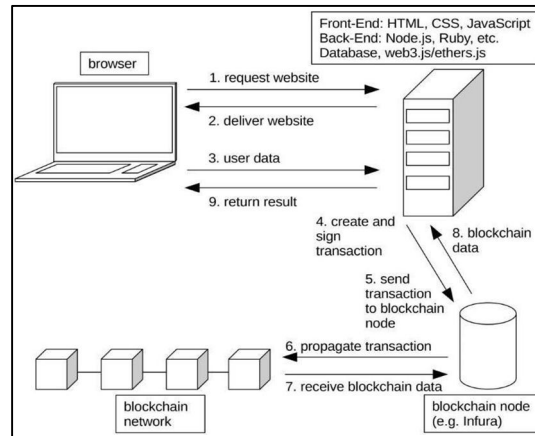 Front-End: HTML, CSS, JavaScript
Back-End: Node.js, Ruby, etc.
Database, web3.js/ethers.js
browser
1. request website
2. deliver website
3. user data
9. return result
4. create and
sign
transaction
8. blockchain
data
5. send
transaction
to blockchain
node
6. propagate transaction
7. receive blockchain data
blockchain
network
blockchain node
(e.g. Infura)